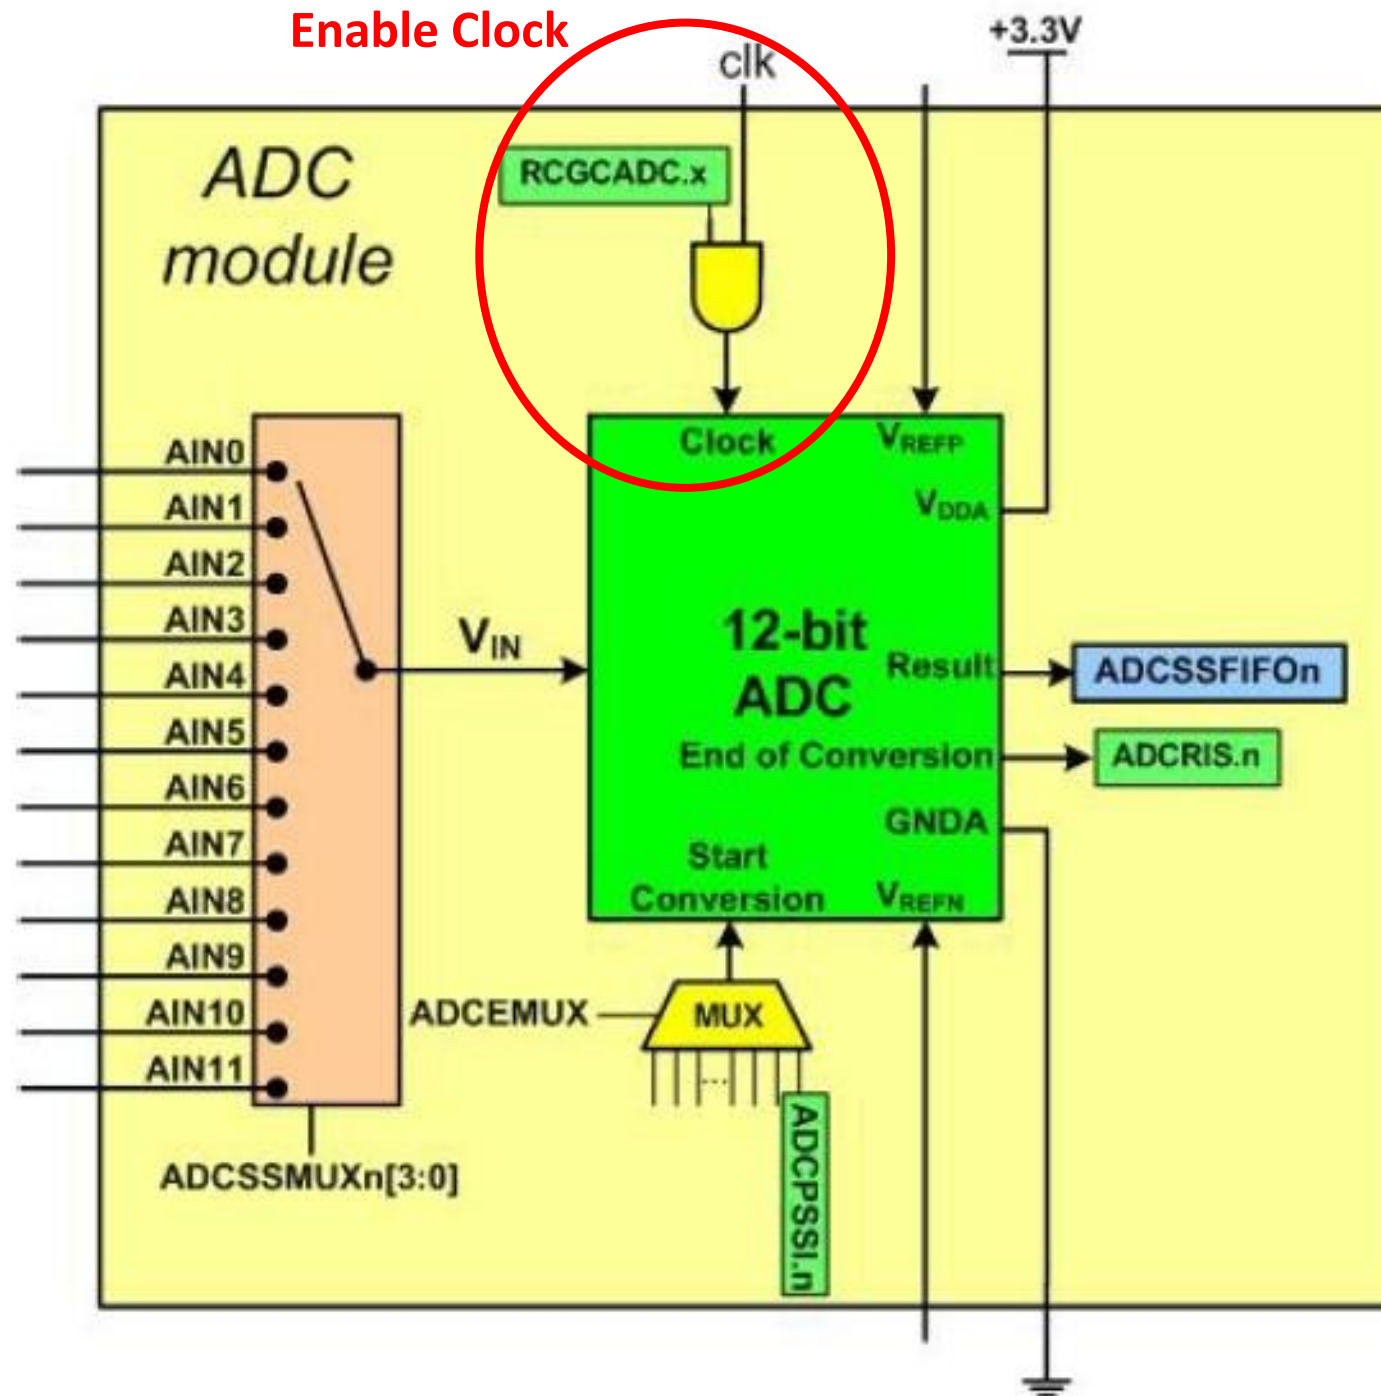 Enable Clock
clk
+3.3V
ADC
module
RCGCADC.x
Clock
VREFP
VDDA
AIN0
AIN1
AIN2
AIN3
AIN4
AIN5
AIN6
AIN7
AIN8
AIN9
AIN10
AIN11
VIN
12-bit
ADC
Result
ADCSSFIFOn
End of Conversion
ADCRIS.n
GNDA
Start
Conversion
VREFN
ADCEMUX
MUX
...
ADCPSSI.n
ADCSSMUXn[3:0]